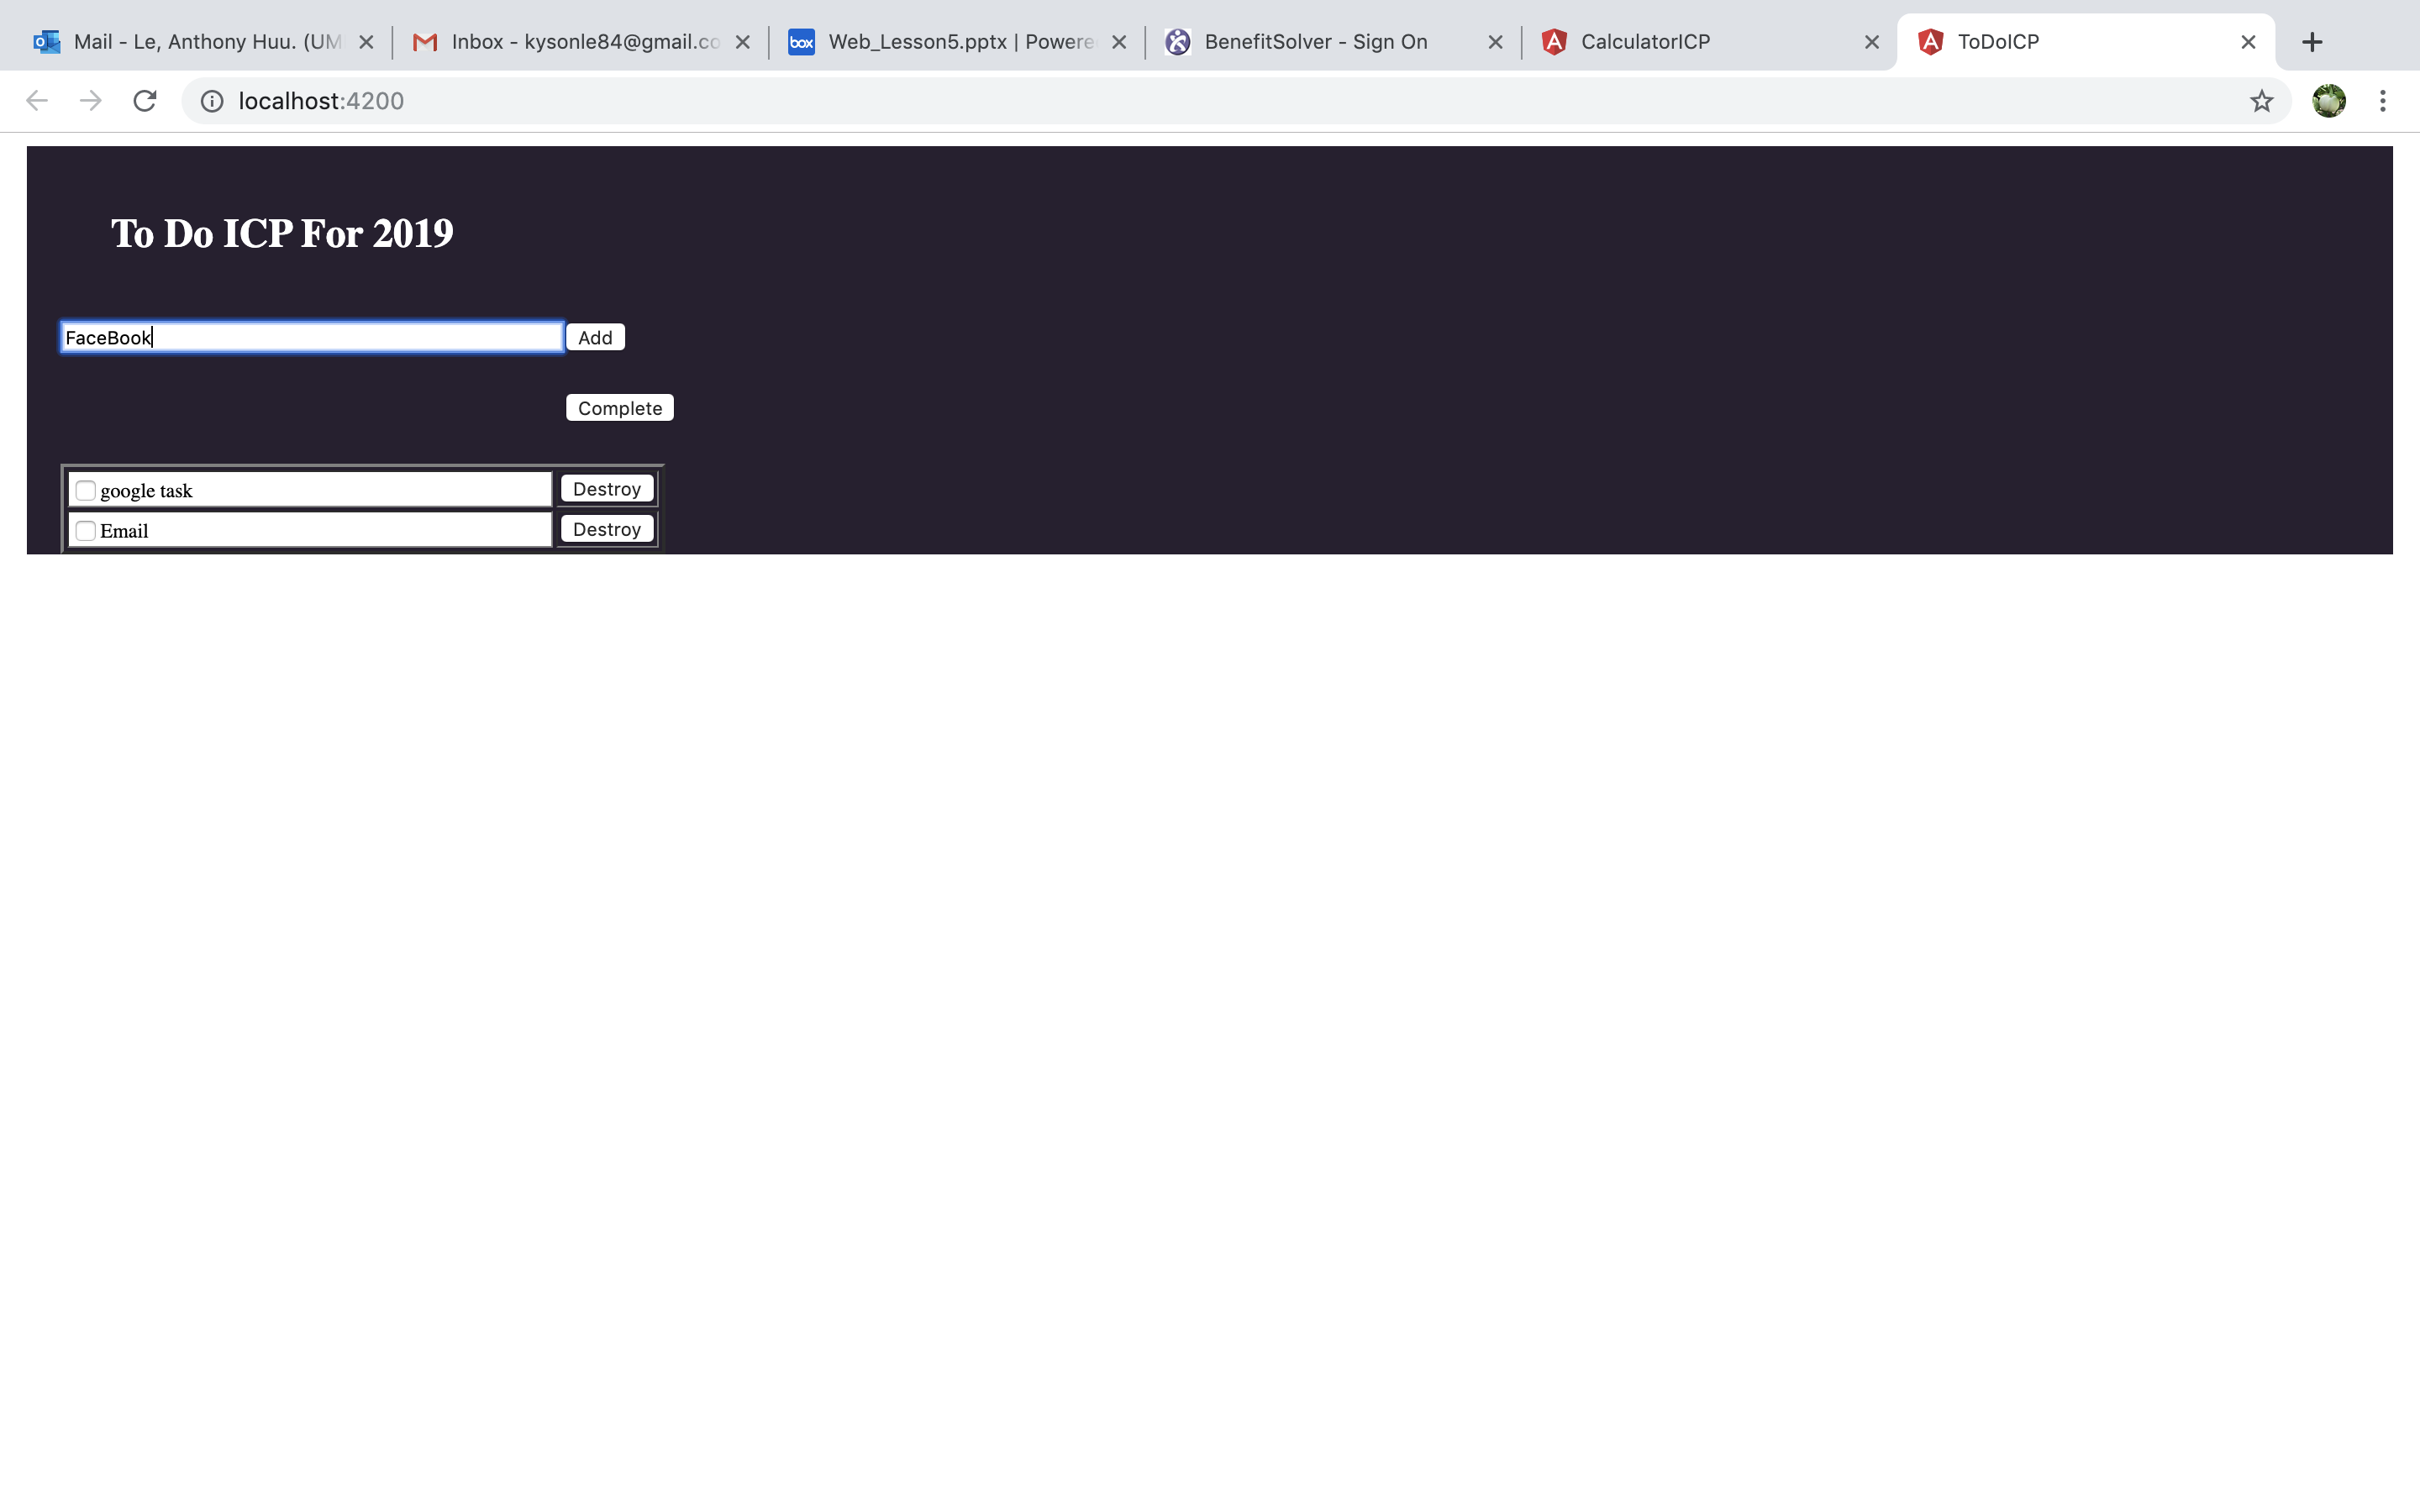 Mail - Le, Anthony Huu. (UM
Inbox - kysonle84@gmail.co
box
Web_Lesson5.pptx | Powere
BenefitSolver - Sign On
CalculatorICP
ToDoICP
localhost:4200
To Do ICP For 2019
FaceBook Add
Complete
google task Destroy
Email Destroy